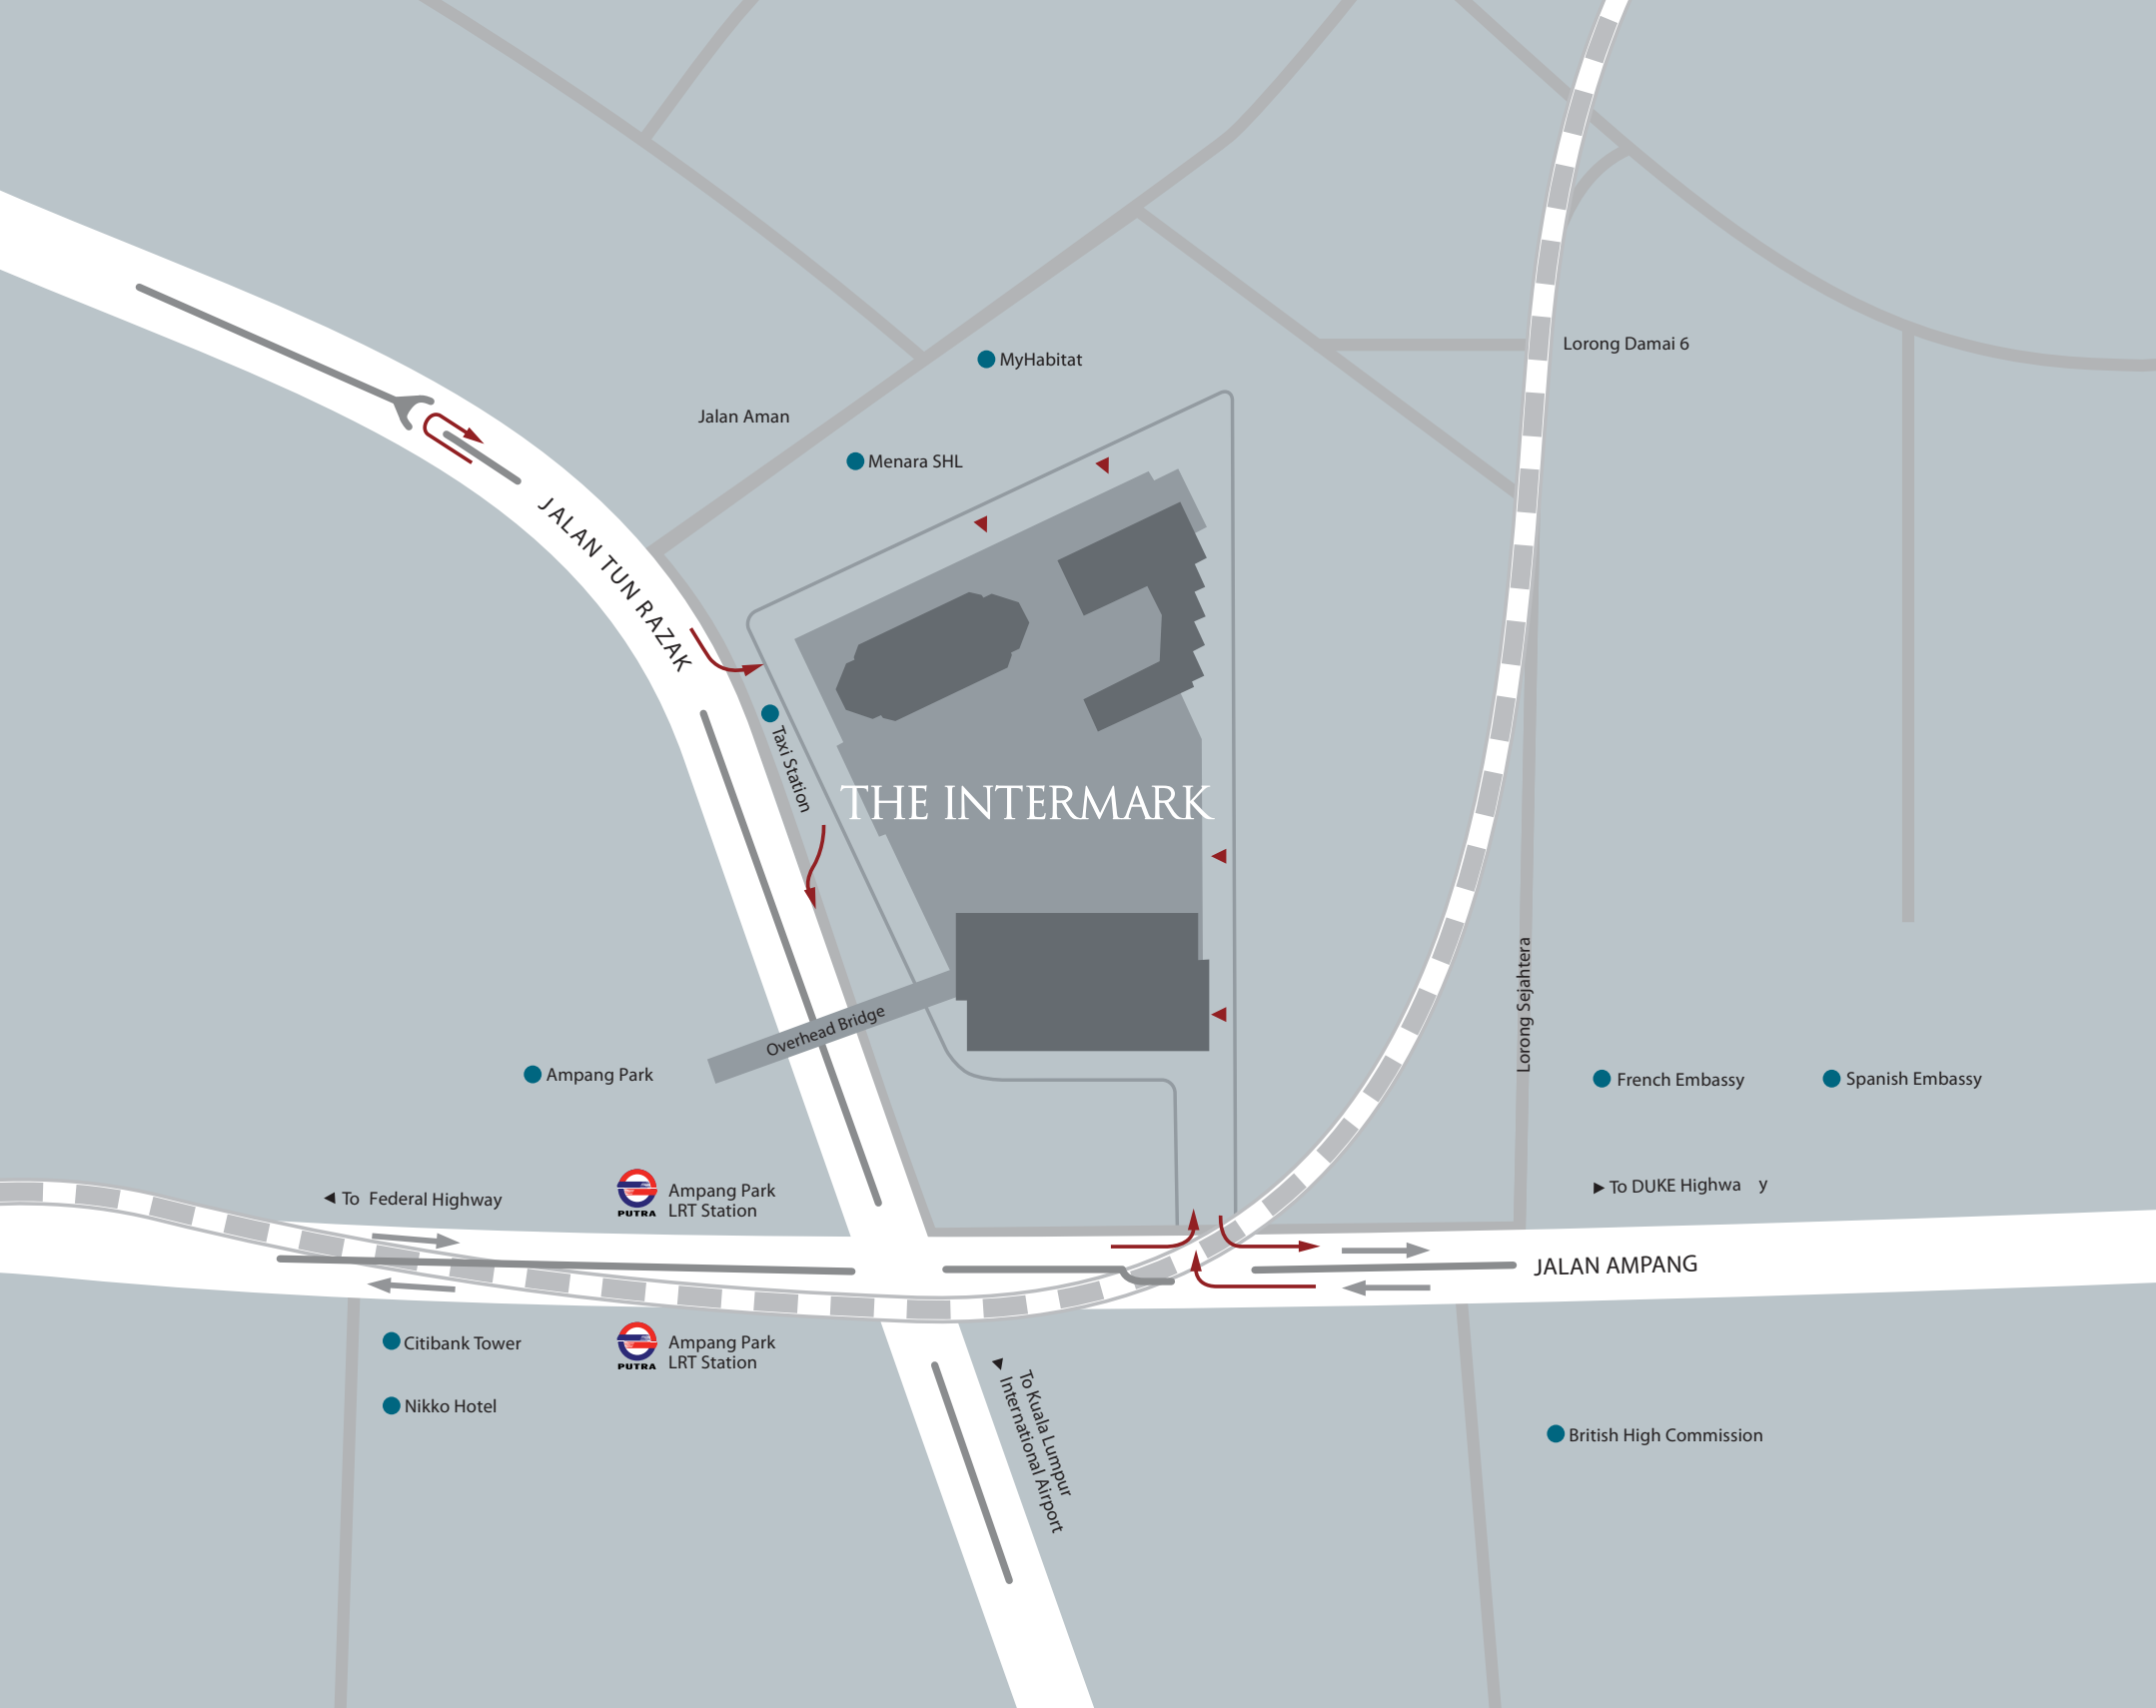 Lorong Damai 6
MyHabitat
Jalan Aman
Menara SHL
JALAN TUN RAZAK
Taxi Station
THE INTERMARK
Lorong Sejahtera
Overhead Bridge
Ampang Park
French Embassy
Spanish Embassy
To Federal Highway
PUTRA
Ampang Park
LRT Station
To DUKE Highwa y
JALAN AMPANG
Citibank Tower
PUTRA
Ampang Park
LRT Station
Nikko Hotel
To Kuala Lumpur
International Airport
British High Commission